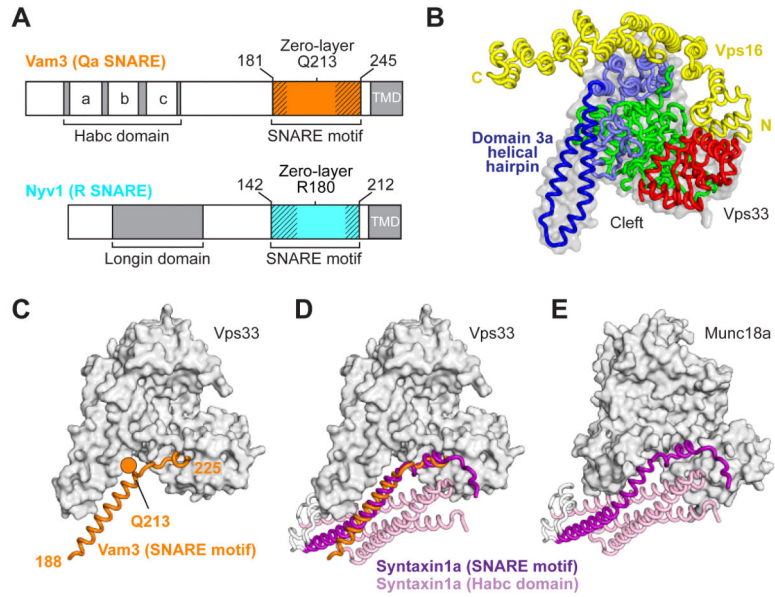 A
Vam3 (Qa SNARE)
181
Zero-layer
Q213
245
a
b
c
TMD
Habc domain
SNARE motif
Nyv1 (R SNARE)
142
Zero-layer
R180
212
TMD
Longin domain
SNARE motif
B
Vps16
C
N
Domain 3a
helical
hairpin
Cleft
Vps33
C
Vps33
225
Q213
188
Vam3 (SNARE motif)
D
Vps33
E
Munc18a
Syntaxin1a (SNARE motif)
Syntaxin1a (Habc domain)